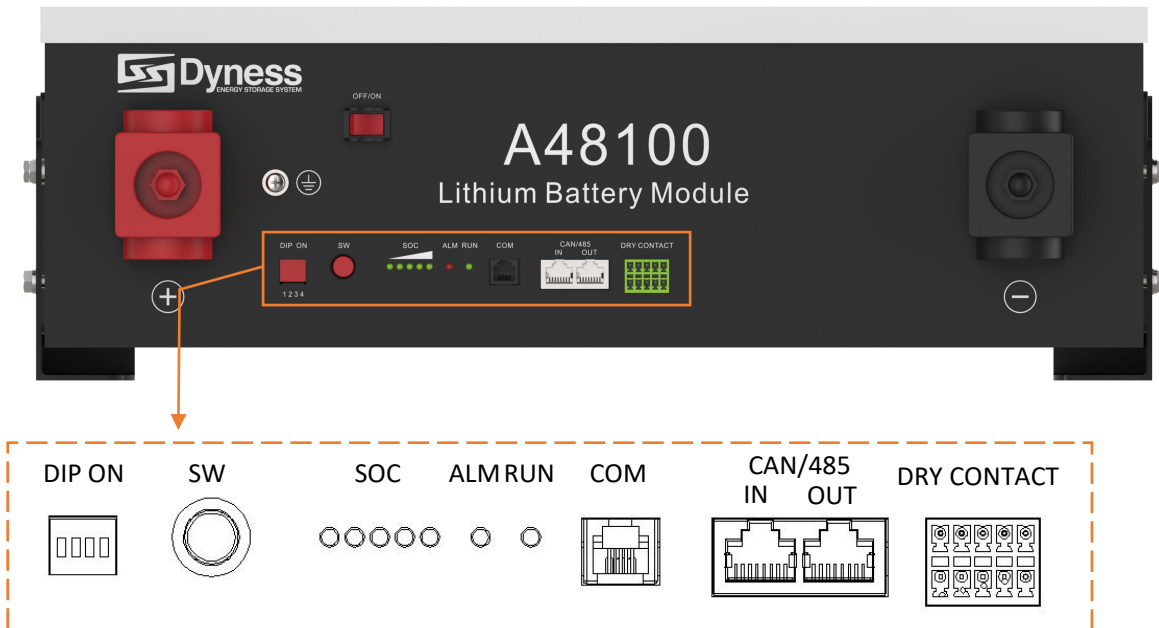 Dyness
ENERGY STORAGE SYSTEM
OFF/ON
A48100
Lithium Battery Module
DIP ON SW SOC ALM RUN COM CAN/485 DRY CONTACT
IN OUT
1 2 3 4
DIP ON SW SOC ALM RUN COM CAN/485 DRY CONTACT
IN OUT